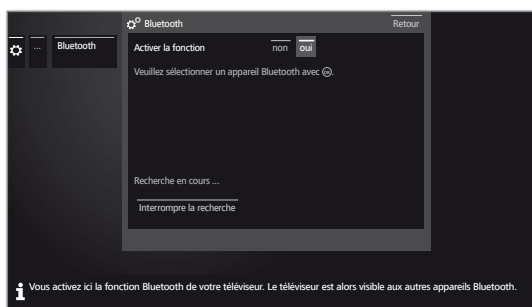 Bluetooth Retour
... Bluetooth
Activer la fonction non oui
Veuillez sélectionner un appareil Bluetooth avec OK.
Recherche en cours ...
Interrompre la recherche
Vous activez ici la fonction Bluetooth de votre téléviseur. Le téléviseur est alors visible aux autres appareils Bluetooth.